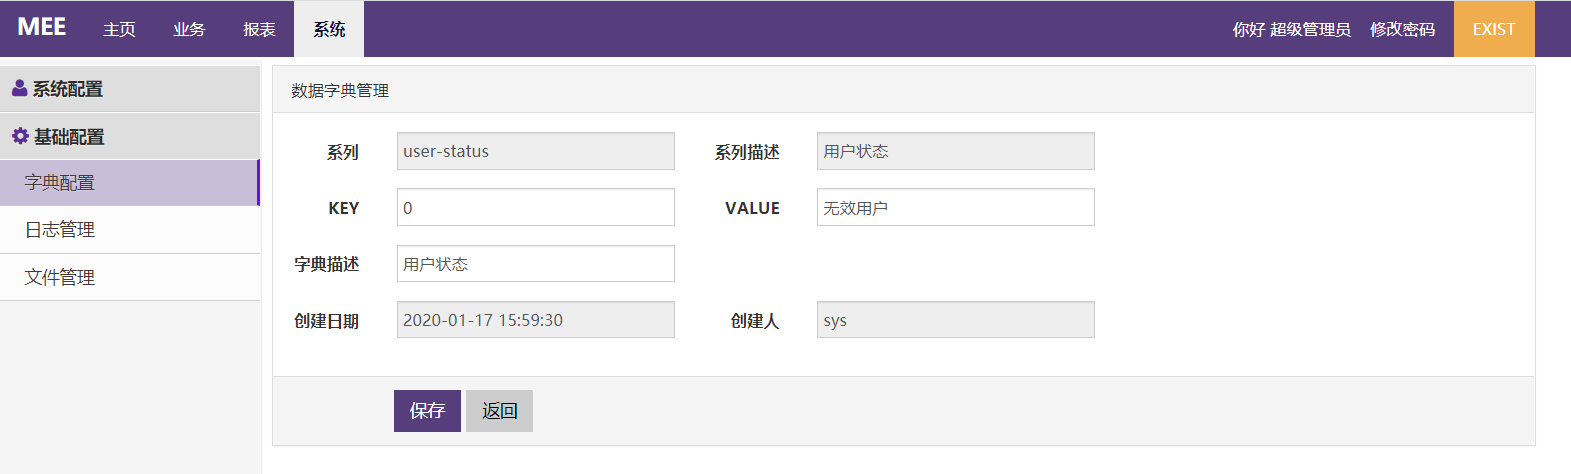 MEE 主页 业务 报表 系统 你好 超级管理员 修改密码 EXIST
系统配置
基础配置
字典配置
日志管理
文件管理
数据字典管理
系列 user-status 系列描述 用户状态
KEY 0 VALUE 无效用户
字典描述 用户状态
创建日期 2020-01-17 15:59:30 创建人 sys
保存 返回